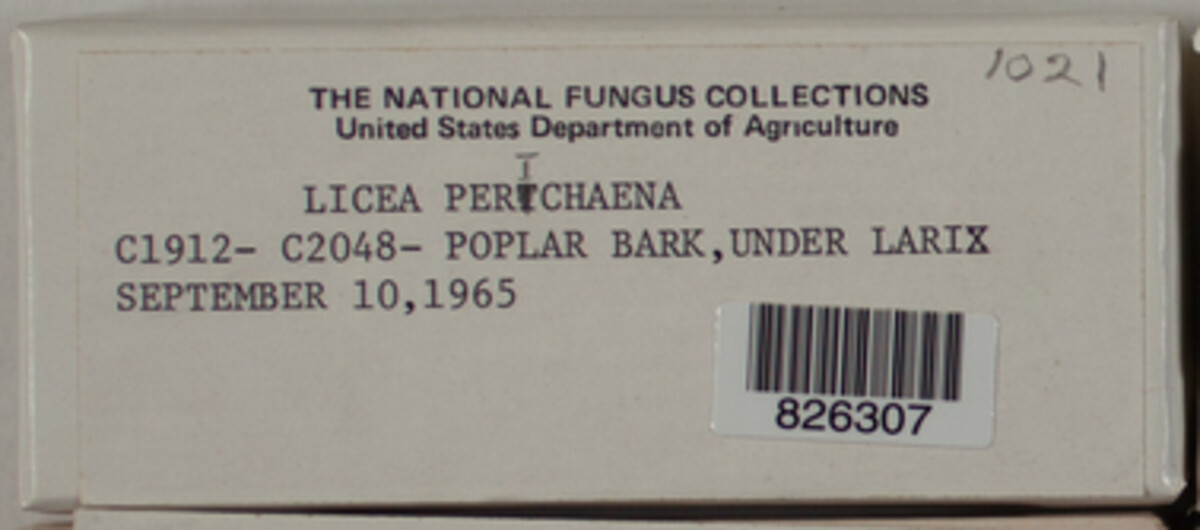 1021
THE NATIONAL FUNGUS COLLECTIONS
United States Department of Agriculture
LICEA PERICHAENA
C1912- C2048- POPLAR BARK,UNDER LARIX
SEPTEMBER 10,1965
826307